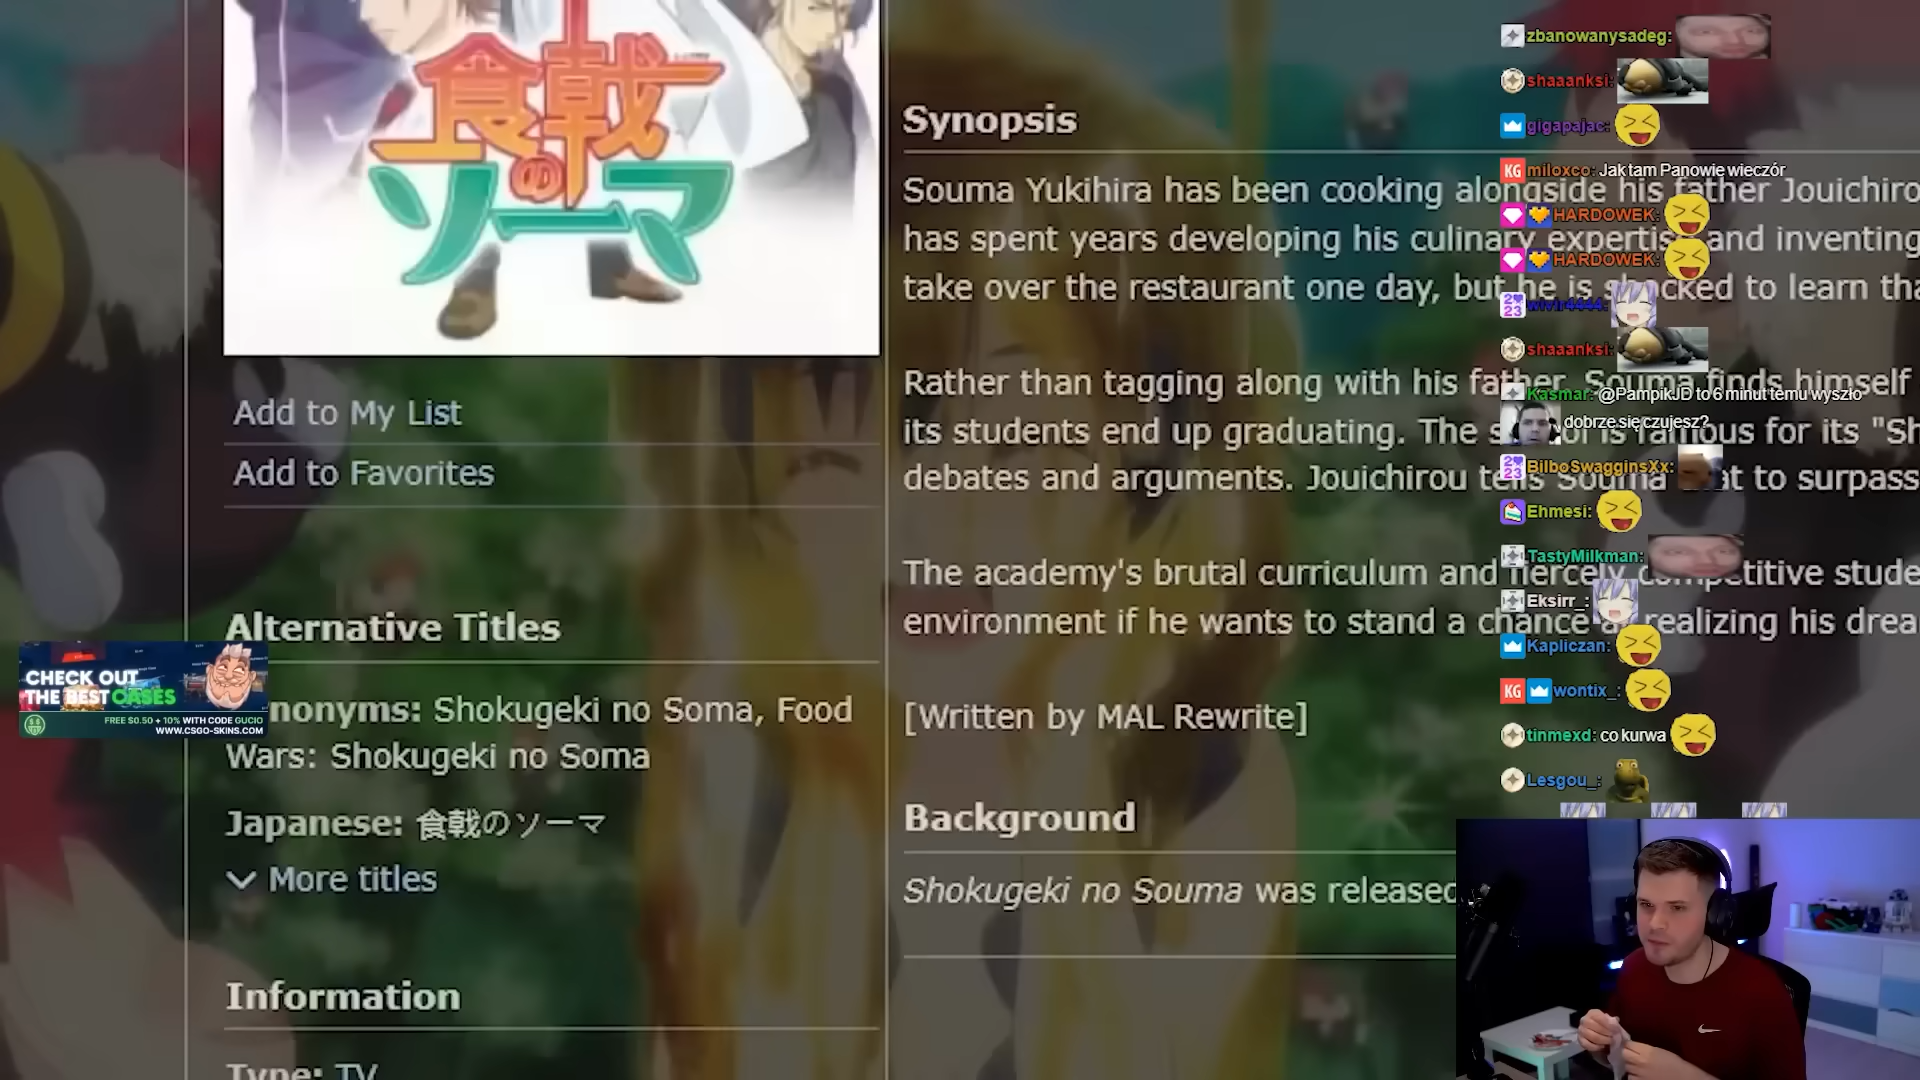 食戟の
ソーマ
Add to My List
Add to Favorites
Alternative Titles
nonyms: Shokugeki no Soma, Food
Wars: Shokugeki no Soma
Japanese: 食戟のソーマ
More titles
Information
Type: TV
CHECK OUT
THE BEST CASES
FREE $0.50 + 10% WITH CODE GUCIO
WWW.CSGO-SKINS.COM
Synopsis
Souma Yukihira has been cooking alongside his father Jouichiro
has spent years developing his culinary expertise and inventing
take over the restaurant one day, but he is shocked to learn tha
Rather than tagging along with his father, Souma finds himself
its students end up graduating. The school is famous for its "Sh
debates and arguments. Jouichirou tells Souma that to surpass
The academy's brutal curriculum and fiercely competitive stude
environment if he wants to stand a chance at realizing his drea
[Written by MAL Rewrite]
Background
Shokugeki no Souma was released
zbanowanysadeg:
shaaanksi:
gigapajac:
KG miloxco: Jak tam Panowie wieczór
HARDOWEK:
HARDOWEK:
shaaanksi:
Kasmar: @PampikJD to 6 minut temu wyszło
dobrze się czujesz?
BilboSwagginsXx:
Ehmesi:
TastyMilkman:
Eksirr_:
Kapliczan:
KG wontix_:
tinmexd: co kurwa
Lesgou_: